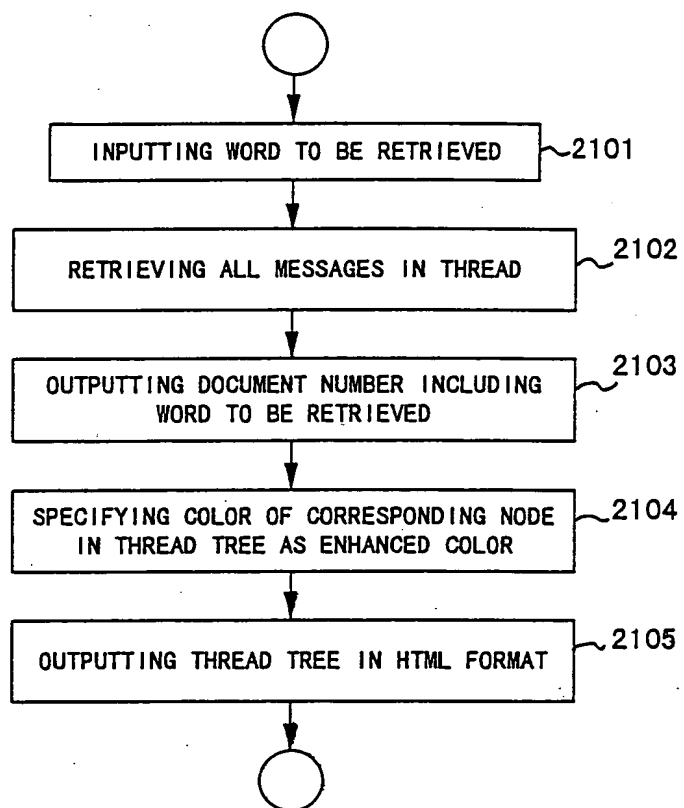 INPUTTING WORD TO BE RETRIEVED
2101
RETRIEVING ALL MESSAGES IN THREAD
2102
OUTPUTTING DOCUMENT NUMBER INCLUDING
WORD TO BE RETRIEVED
2103
SPECIFYING COLOR OF CORRESPONDING NODE
IN THREAD TREE AS ENHANCED COLOR
2104
OUTPUTTING THREAD TREE IN HTML FORMAT
2105